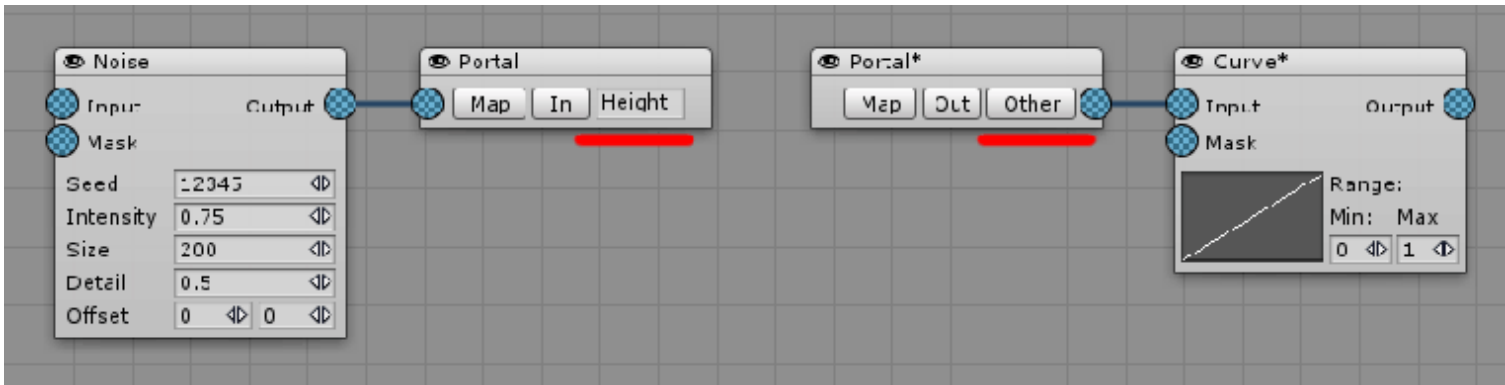 Noise
Input Output
Mask
Seed 12345
Intensity 0.75
Size 200
Detail 0.5
Offset 0 0
Portal
Map In Height
Portal*
Map Out Other
Curve*
Input Output
Mask
Range:
Min: Max
0 1